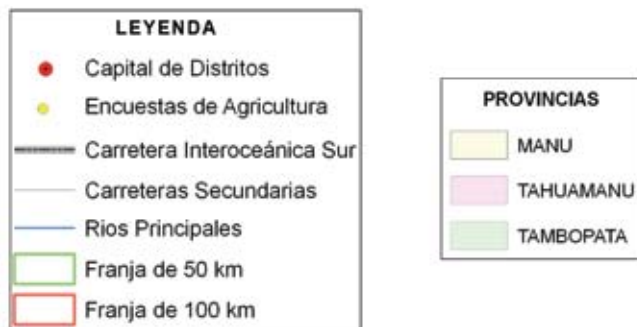 LEYENDA
Capital de Distritos
Encuestas de Agricultura
Carretera Interoceánica Sur
Carreteras Secundarias
Rios Principales
Franja de 50 km
Franja de 100 km
PROVINCIAS
MANU
TAHUAMANU
TAMBOPATA